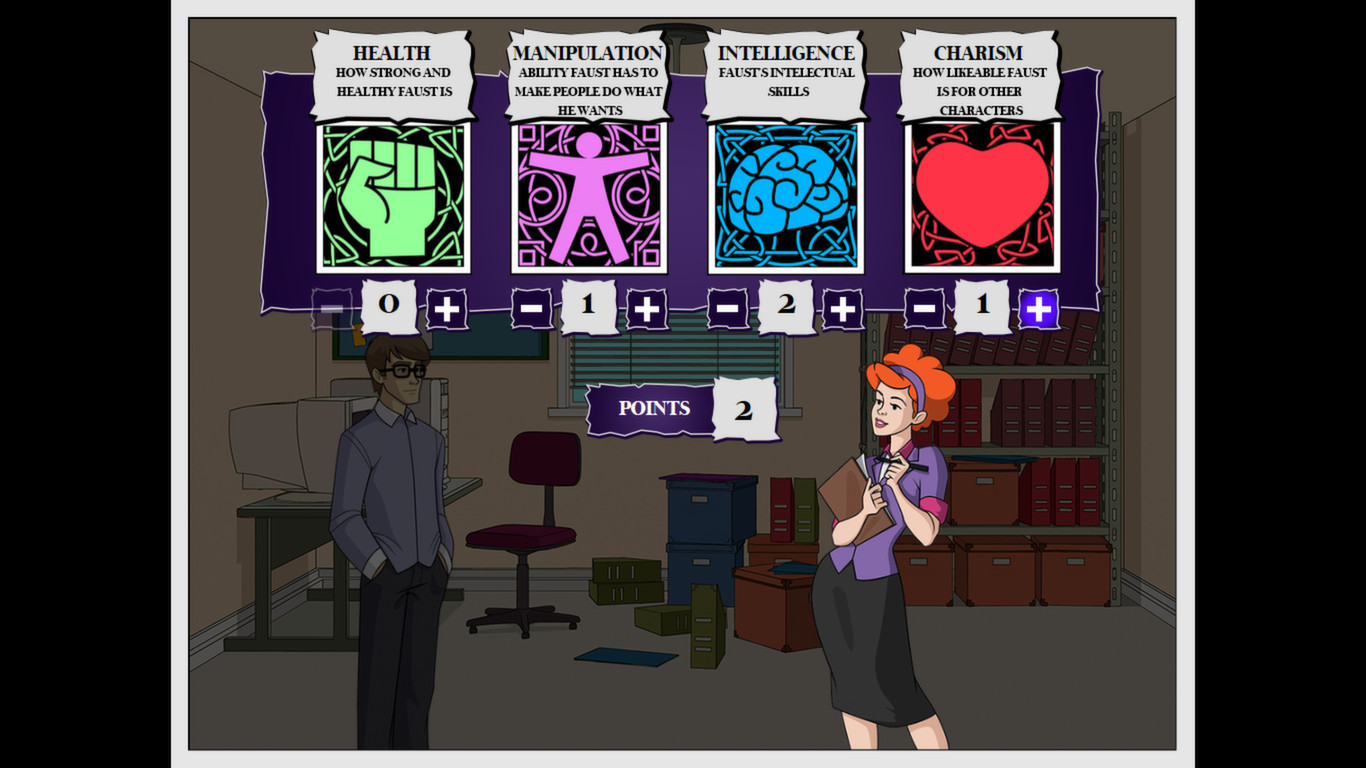 HEALTH
HOW STRONG AND
HEALTHY FAUST IS
MANIPULATION
ABILITY FAUST HAS TO
MAKE PEOPLE DO WHAT
HE WANTS
INTELLIGENCE
FAUST'S INTELECTUAL
SKILLS
CHARISM
HOW LIKEABLE FAUST
IS FOR OTHER
CHARACTERS
- 0 +
- 1 +
- 2 +
- 1 +
POINTS 2